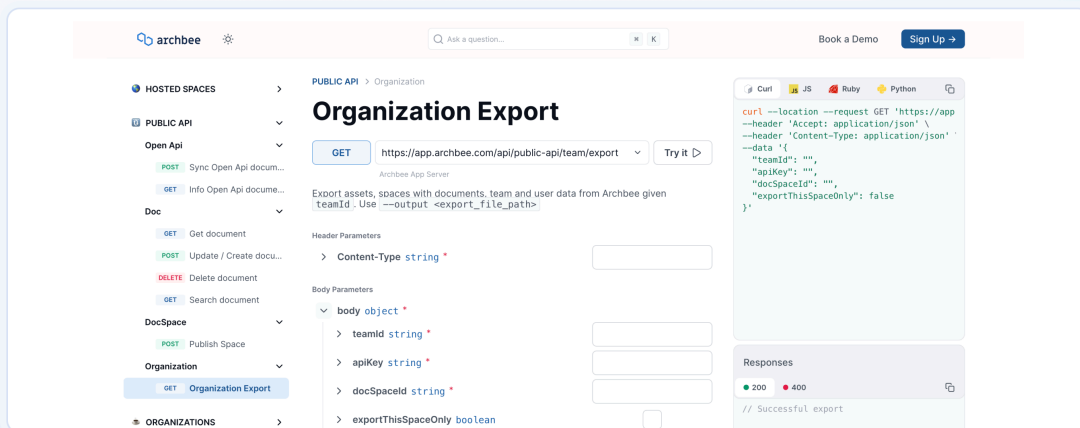 archbee
Ask a question...
⌘ K
Book a Demo
Sign Up →
HOSTED SPACES
PUBLIC API
Open Api
POST Sync Open Api docum...
GET Info Open Api docume...
Doc
GET Get document
POST Update / Create docu...
DELETE Delete document
GET Search document
DocSpace
POST Publish Space
Organization
GET Organization Export
ORGANIZATIONS
PUBLIC API > Organization
Organization Export
GET https://app.archbee.com/api/public-api/team/export Try it
Archbee App Server
Export assets, spaces with documents, team and user data from Archbee given
teamId . Use --output <export_file_path>
Header Parameters
Content-Type string *
Body Parameters
body object *
teamId string *
apiKey string *
docSpaceId string *
exportThisSpaceOnly boolean
Curl JS Ruby Python
curl --location --request GET 'https://app
--header 'Accept: application/json' \
--header 'Content-Type: application/json'
--data '{
"teamId": "",
"apiKey": "",
"docSpaceId": "",
"exportThisSpaceOnly": false
}'
Responses
200 400
// Successful export